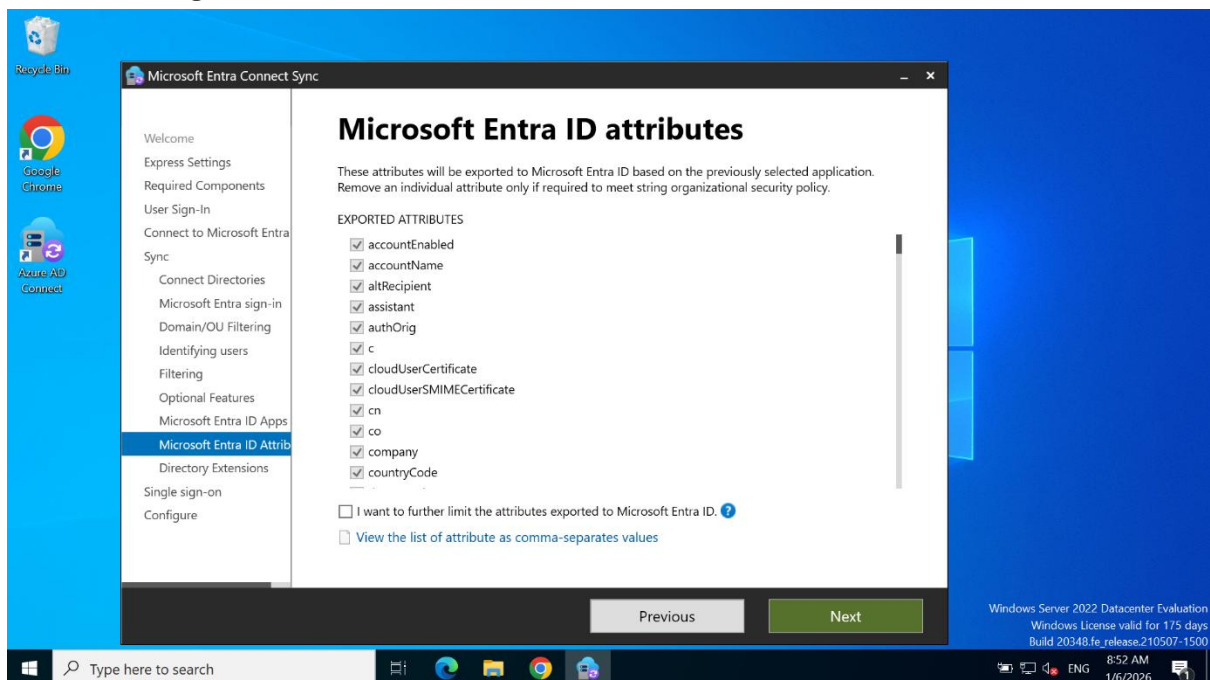 Recycle Bin
Google
Chrome
Azure AD
Connect
Microsoft Entra Connect Sync
Welcome
Express Settings
Required Components
User Sign-In
Connect to Microsoft Entra
Sync
Connect Directories
Microsoft Entra sign-in
Domain/OU Filtering
Identifying users
Filtering
Optional Features
Microsoft Entra ID Apps
Microsoft Entra ID Attrib
Directory Extensions
Single sign-on
Configure
Microsoft Entra ID attributes
These attributes will be exported to Microsoft Entra ID based on the previously selected application.
Remove an individual attribute only if required to meet string organizational security policy.
EXPORTED ATTRIBUTES
accountEnabled
accountName
altRecipient
assistant
authOrig
c
cloudUserCertificate
cloudUserSMIMECertificate
cn
co
company
countryCode
I want to further limit the attributes exported to Microsoft Entra ID. ?
View the list of attribute as comma-separates values
Previous
Next
Windows Server 2022 Datacenter Evaluation
Windows License valid for 175 days
Build 20348.fe_release.210507-1500
Type here to search
ENG
8:52 AM
1/6/2026
1